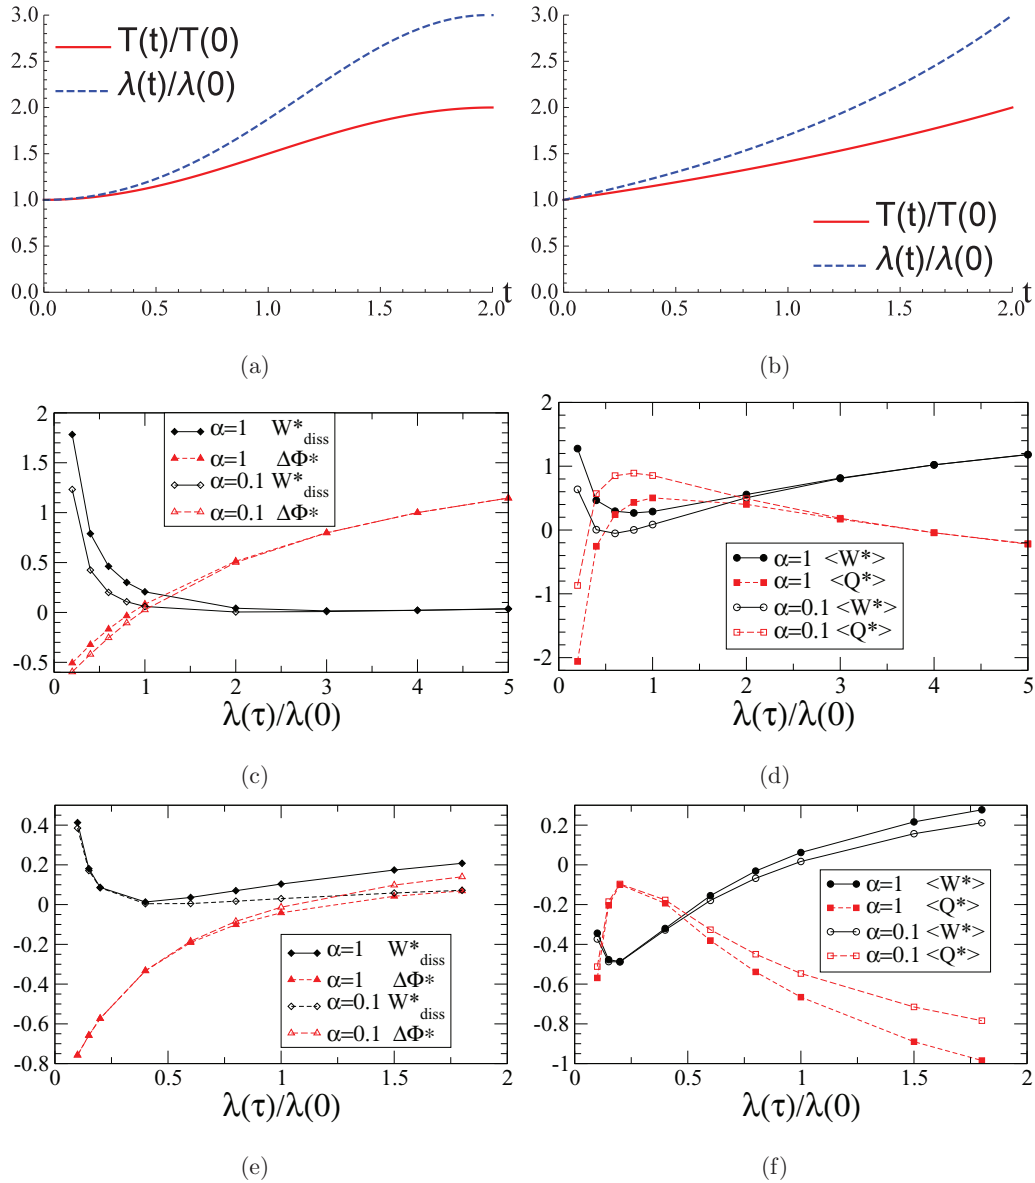 3.0
2.5
2.0
1.5
1.0
0.5
0.0
T(t)/T(0)
λ(t)/λ(0)
0.0 0.5 1.0 1.5 2.0 t
(a)
3.0
2.5
2.0
1.5
1.0
0.5
0.0
T(t)/T(0)
λ(t)/λ(0)
0.0 0.5 1.0 1.5 2.0 t
(b)
2
1.5
1
0.5
0
-0.5
α=1 W*diss
α=1 ΔΦ*
α=0.1 W*diss
α=0.1 ΔΦ*
0 1 2 3 4 5
λ(τ)/λ(0)
(c)
2
1
0
-1
-2
α=1 <W*>
α=1 <Q*>
α=0.1 <W*>
α=0.1 <Q*>
0 1 2 3 4 5
λ(τ)/λ(0)
(d)
0.4
0.2
0
-0.2
-0.4
-0.6
-0.8
α=1 W*diss
α=1 ΔΦ*
α=0.1 W*diss
α=0.1 ΔΦ*
0 0.5 1 1.5 2
λ(τ)/λ(0)
(e)
0.2
0
-0.2
-0.4
-0.6
-0.8
-1
α=1 <W*>
α=1 <Q*>
α=0.1 <W*>
α=0.1 <Q*>
0 0.5 1 1.5 2
λ(τ)/λ(0)
(f)